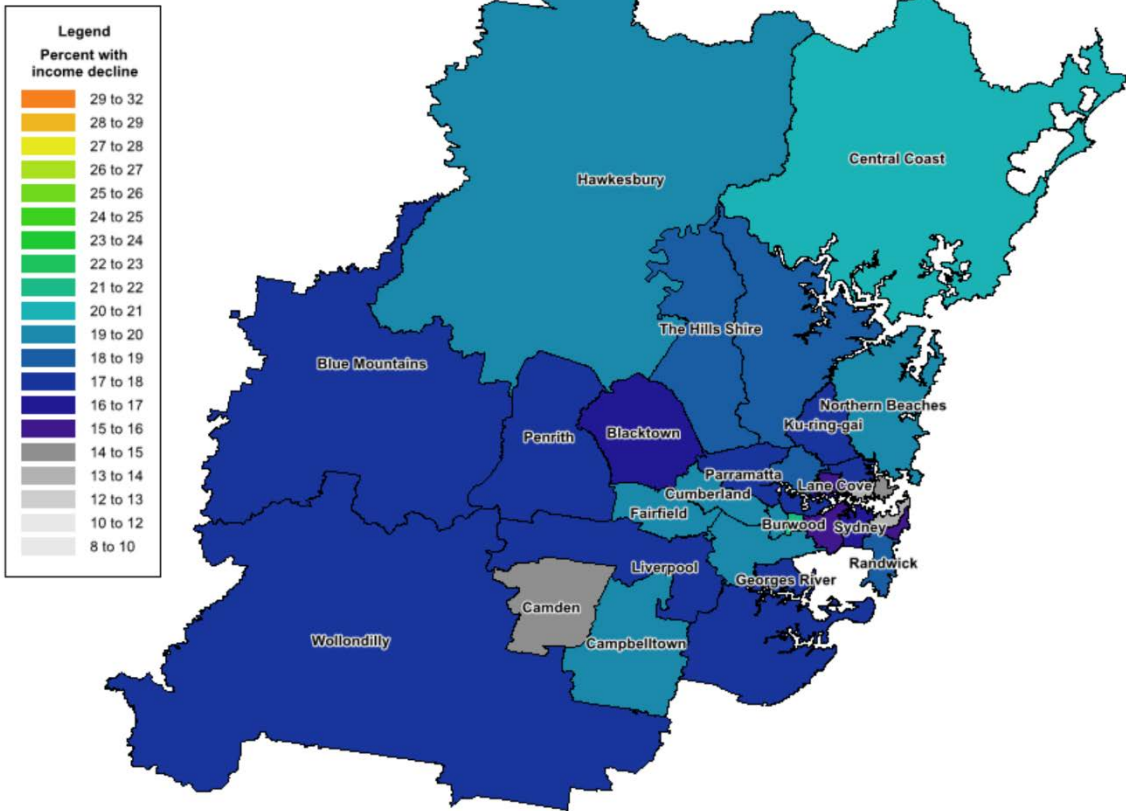 Legend
Percent with
income decline
29 to 32
28 to 29
27 to 28
26 to 27
25 to 26
24 to 25
23 to 24
22 to 23
21 to 22
20 to 21
19 to 20
18 to 19
17 to 18
16 to 17
15 to 16
14 to 15
13 to 14
12 to 13
10 to 12
8 to 10
Central Coast
Hawkesbury
The Hills Shire
Blue Mountains
Northern Beaches
Ku-ring-gai
Penrith
Blacktown
Parramatta
Lane Cove
Cumberland
Fairfield
Burwood
Sydney
Randwick
Liverpool
Georges River
Camden
Wollondilly
Campbelltown